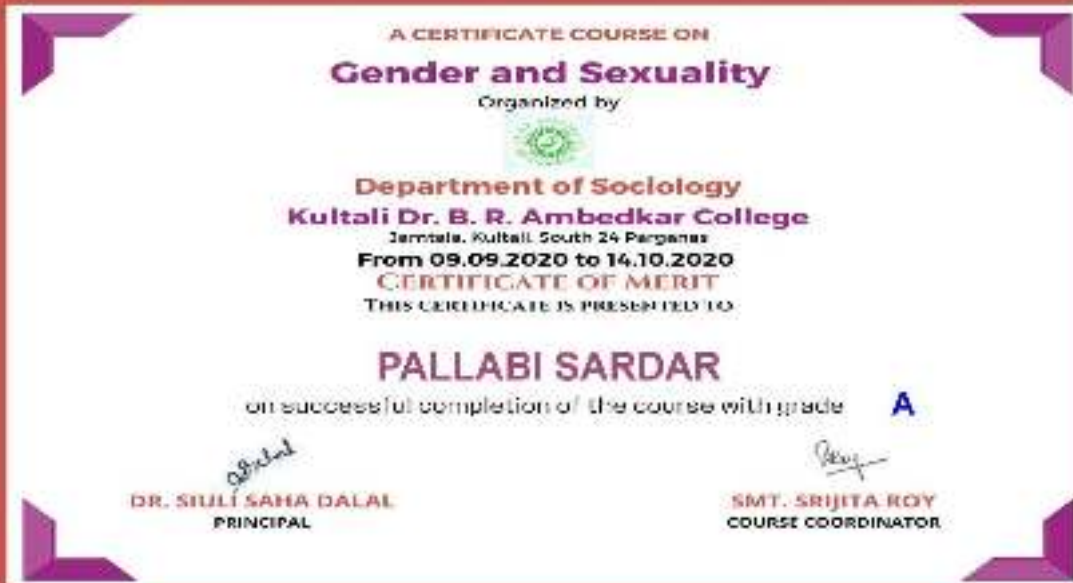 A CERTIFICATE COURSE ON
Gender and Sexuality
Organized by
Department of Sociology
Kultali Dr. B. R. Ambedkar College
Jamtala, Kultali, South 24 Parganas
From 09.09.2020 to 14.10.2020
CERTIFICATE OF MERIT
THIS CERTIFICATE IS PRESENTED TO
PALLABI SARDAR
on successful completion of the course with grade A
DR. SIULI SAHA DALAL
PRINCIPAL
SMT. SRIJITA ROY
COURSE COORDINATOR